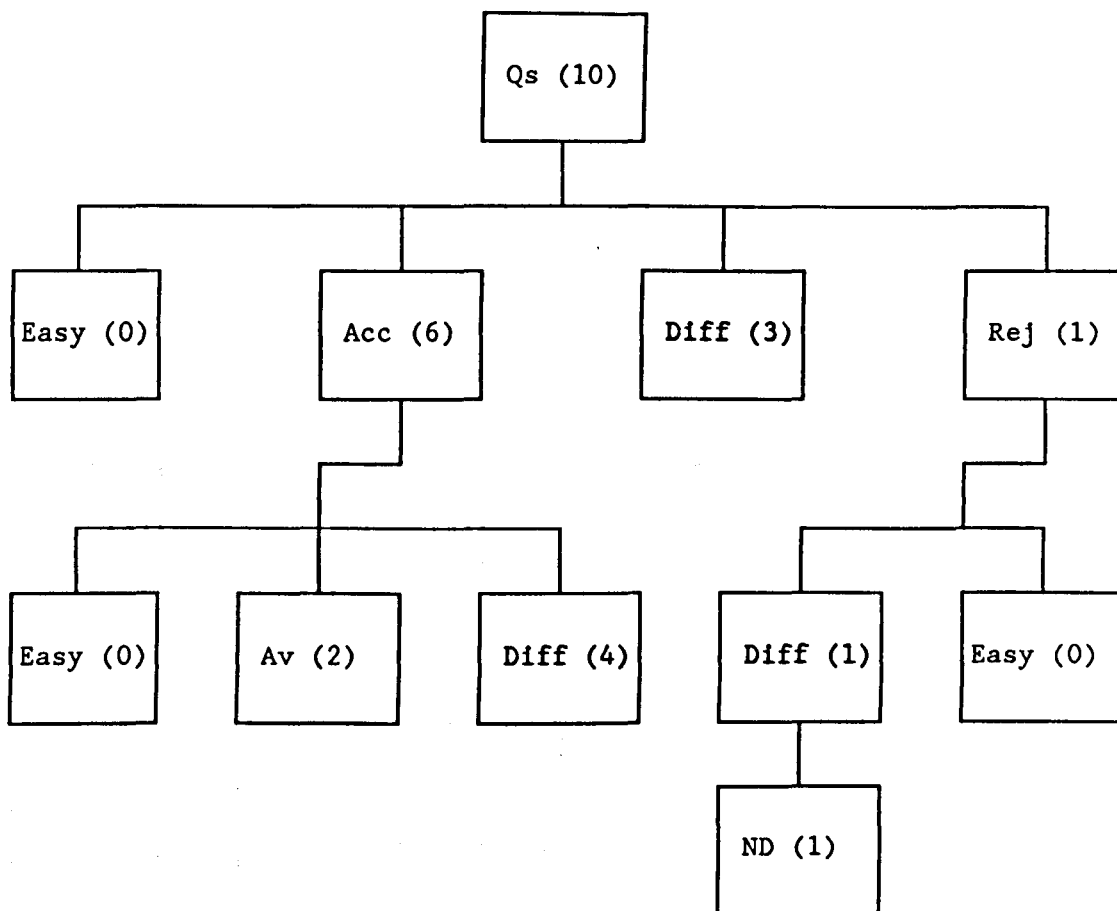 Qs (10)
Easy (0)
Acc (6)
Diff (3)
Rej (1)
Easy (0)
Av (2)
Diff (4)
Diff (1)
Easy (0)
ND (1)